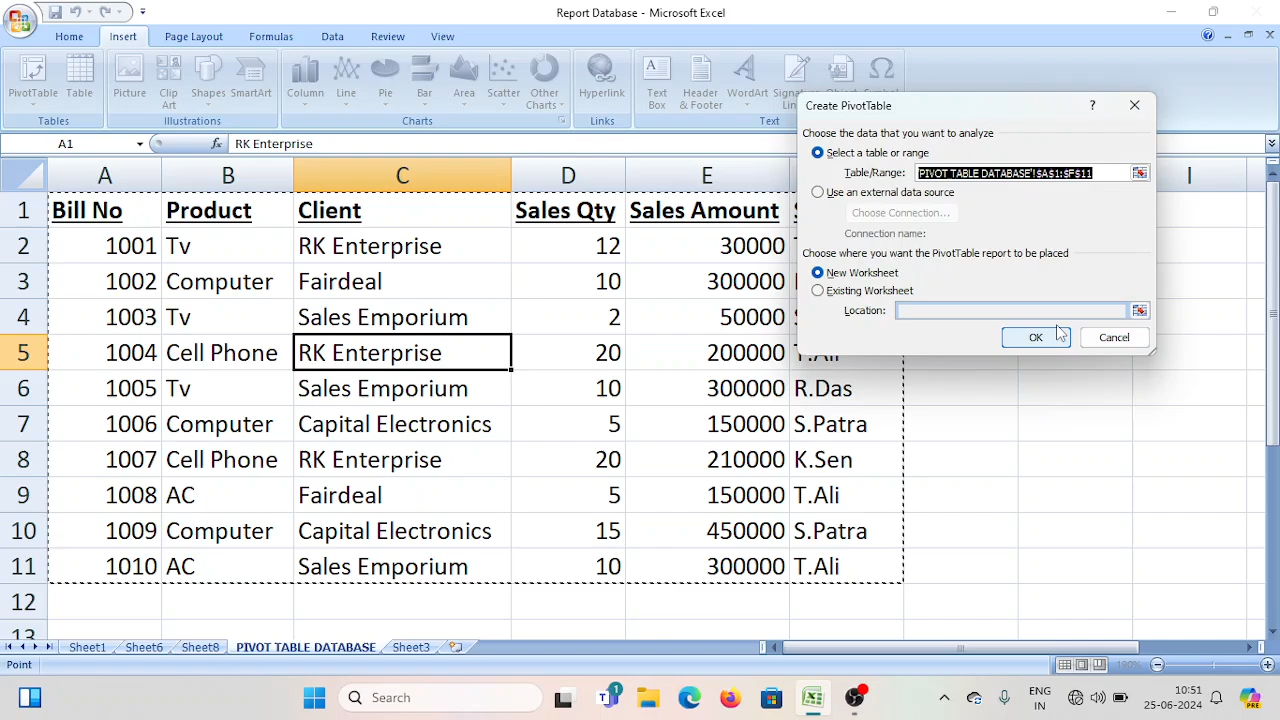 Report Database - Microsoft Excel
Home Insert Page Layout Formulas Data Review View
PivotTable Table Picture Clip Art Shapes SmartArt Column Line Pie Bar Area Scatter Other Charts Hyperlink Text Box Header & Footer WordArt
Tables Illustrations Charts Links Text
A1 fx RK Enterprise
Create PivotTable
Choose the data that you want to analyze
Select a table or range
Table/Range: PIVOT TABLE DATABASE'!$A$1:$F$11
Use an external data source
Choose Connection...
Connection name:
Choose where you want the PivotTable report to be placed
New Worksheet
Existing Worksheet
Location:
OK Cancel
A B C D E I
1 Bill No Product Client Sales Qty Sales Amount
2 1001 Tv RK Enterprise 12 30000
3 1002 Computer Fairdeal 10 300000
4 1003 Tv Sales Emporium 2 50000
5 1004 Cell Phone RK Enterprise 20 200000 T.Ali
6 1005 Tv Sales Emporium 10 300000 R.Das
7 1006 Computer Capital Electronics 5 150000 S.Patra
8 1007 Cell Phone RK Enterprise 20 210000 K.Sen
9 1008 AC Fairdeal 5 150000 T.Ali
10 1009 Computer Capital Electronics 15 450000 S.Patra
11 1010 AC Sales Emporium 10 300000 T.Ali
12
13
Sheet1 Sheet6 Sheet8 PIVOT TABLE DATABASE Sheet3
Point 190%
Search 1 ENG IN 10:51 25-06-2024 PRE